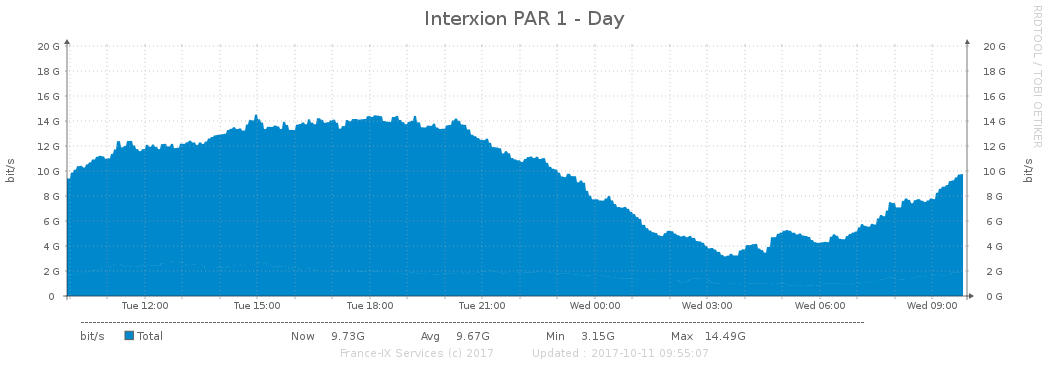 Interxion PAR 1 - Day
RRDTOOL / TOBI OETIKER
20 G 20 G
18 G 18 G
16 G 16 G
14 G 14 G
12 G 12 G
10 G 10 G
8 G 8 G
6 G 6 G
4 G 4 G
2 G 2 G
0 0 G
bit/s bit/s
Tue 12:00 Tue 15:00 Tue 18:00 Tue 21:00 Wed 00:00 Wed 03:00 Wed 06:00 Wed 09:00
bit/s Total Now 9.73G Avg 9.67G Min 3.15G Max 14.49G
France-IX Services (c) 2017 Updated : 2017-10-11 09:55:07